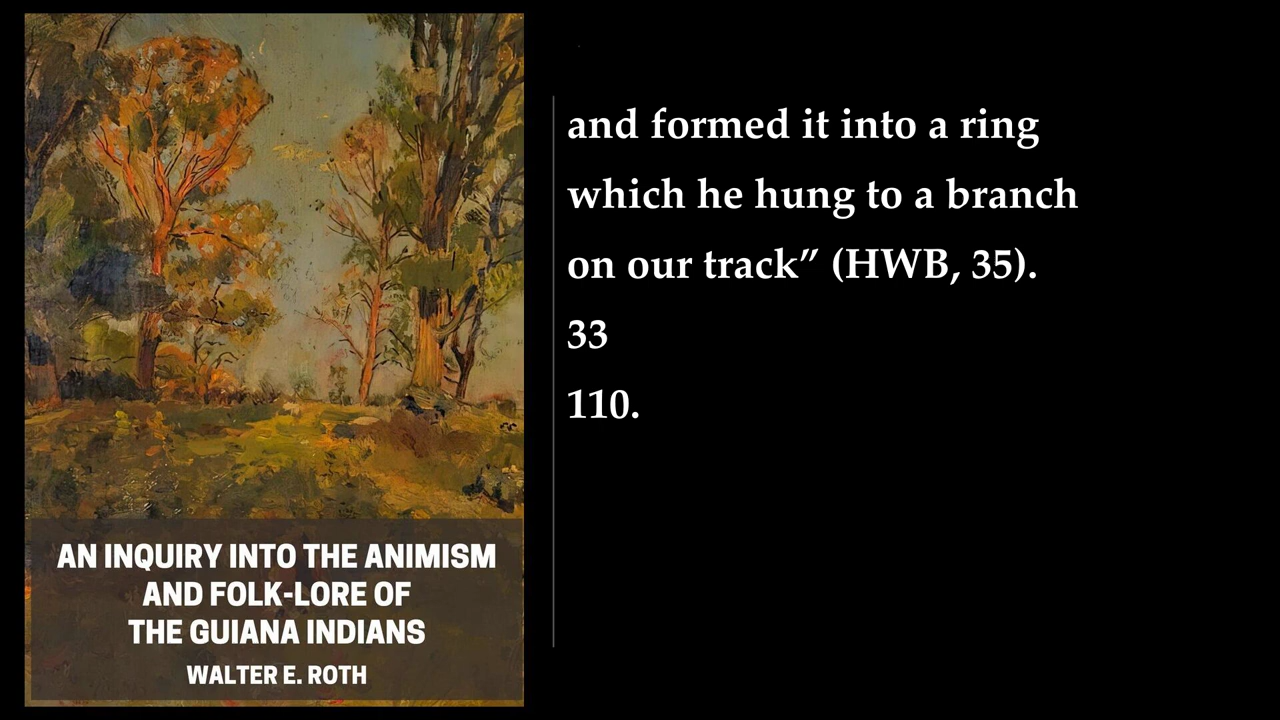 AN INQUIRY INTO THE ANIMISM
AND FOLK-LORE OF
THE GUIANA INDIANS
WALTER E. ROTH
and formed it into a ring
which he hung to a branch
on our track” (HWB, 35).
33
110.